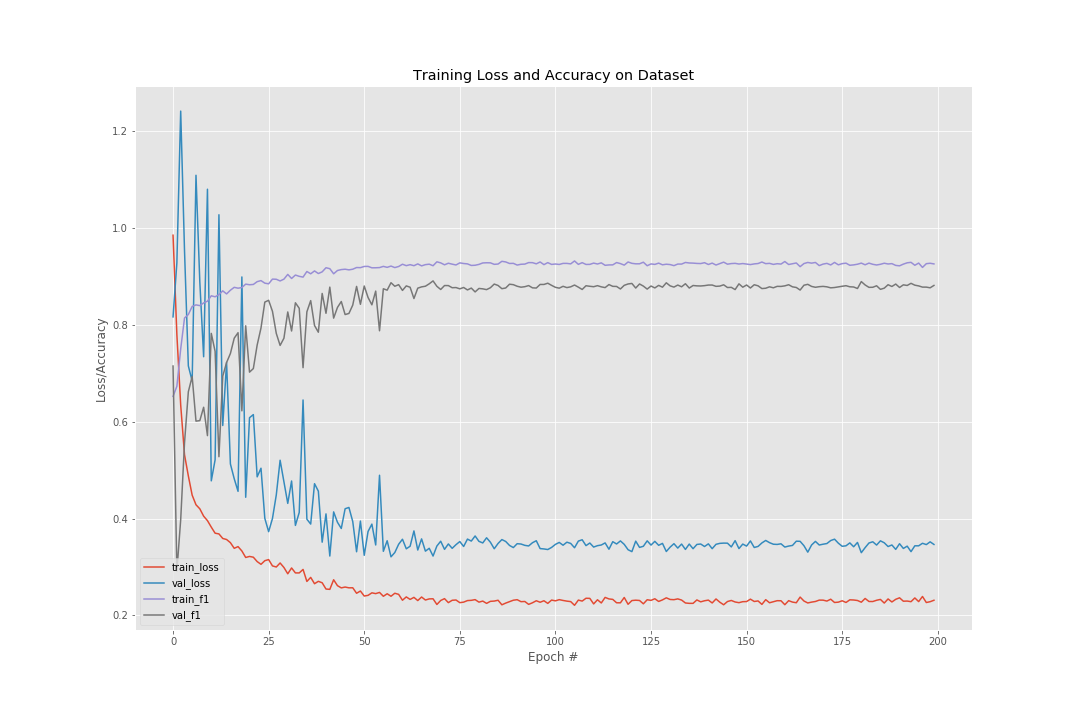 Training Loss and Accuracy on Dataset
Loss/Accuracy
1.2
1.0
0.8
0.6
0.4
0.2
train_loss
val_loss
train_f1
val_f1
0 25 50 75 100 125 150 175 200
Epoch #